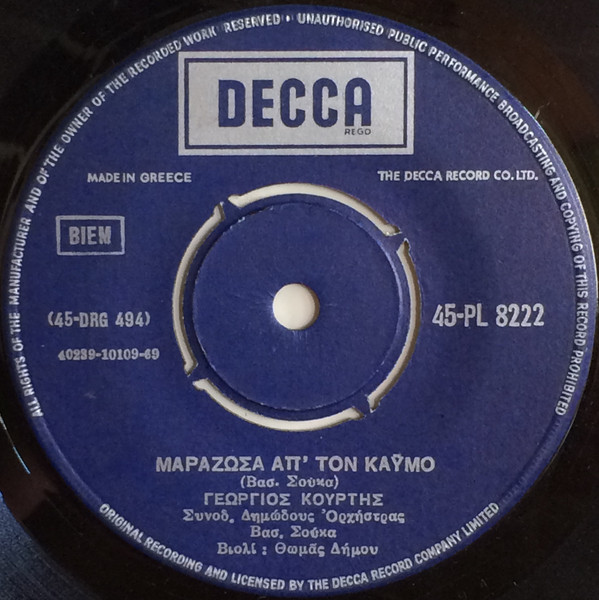 ALL RIGHTS OF THE MANUFACTURER AND OF THE OWNER OF THE RECORDED WORK RESERVED • UNAUTHORISED PUBLIC PERFORMANCE BROADCASTING AND COPYING OF THIS RECORD PROHIBITED
DECCA
REGD
MADE IN GREECE
THE DECCA RECORD CO. LTD.
BIEM
(45-DRG 494)
45-PL 8222
40239-10109-69
ΜΑΡΑΖΩΣΑ ΑΠ' ΤΟΝ ΚΑΫΜΟ
(Βασ. Σούκα)
ΓΕΩΡΓΙΟΣ ΚΟΥΡΤΗΣ
Συνοδ. Δημώδους Ὀρχήστρας
Βασ. Σούκα
Βιολί : Θωμᾶς Δήμου
ORIGINAL RECORDING AND LICENSED BY THE DECCA RECORD COMPANY LIMITED